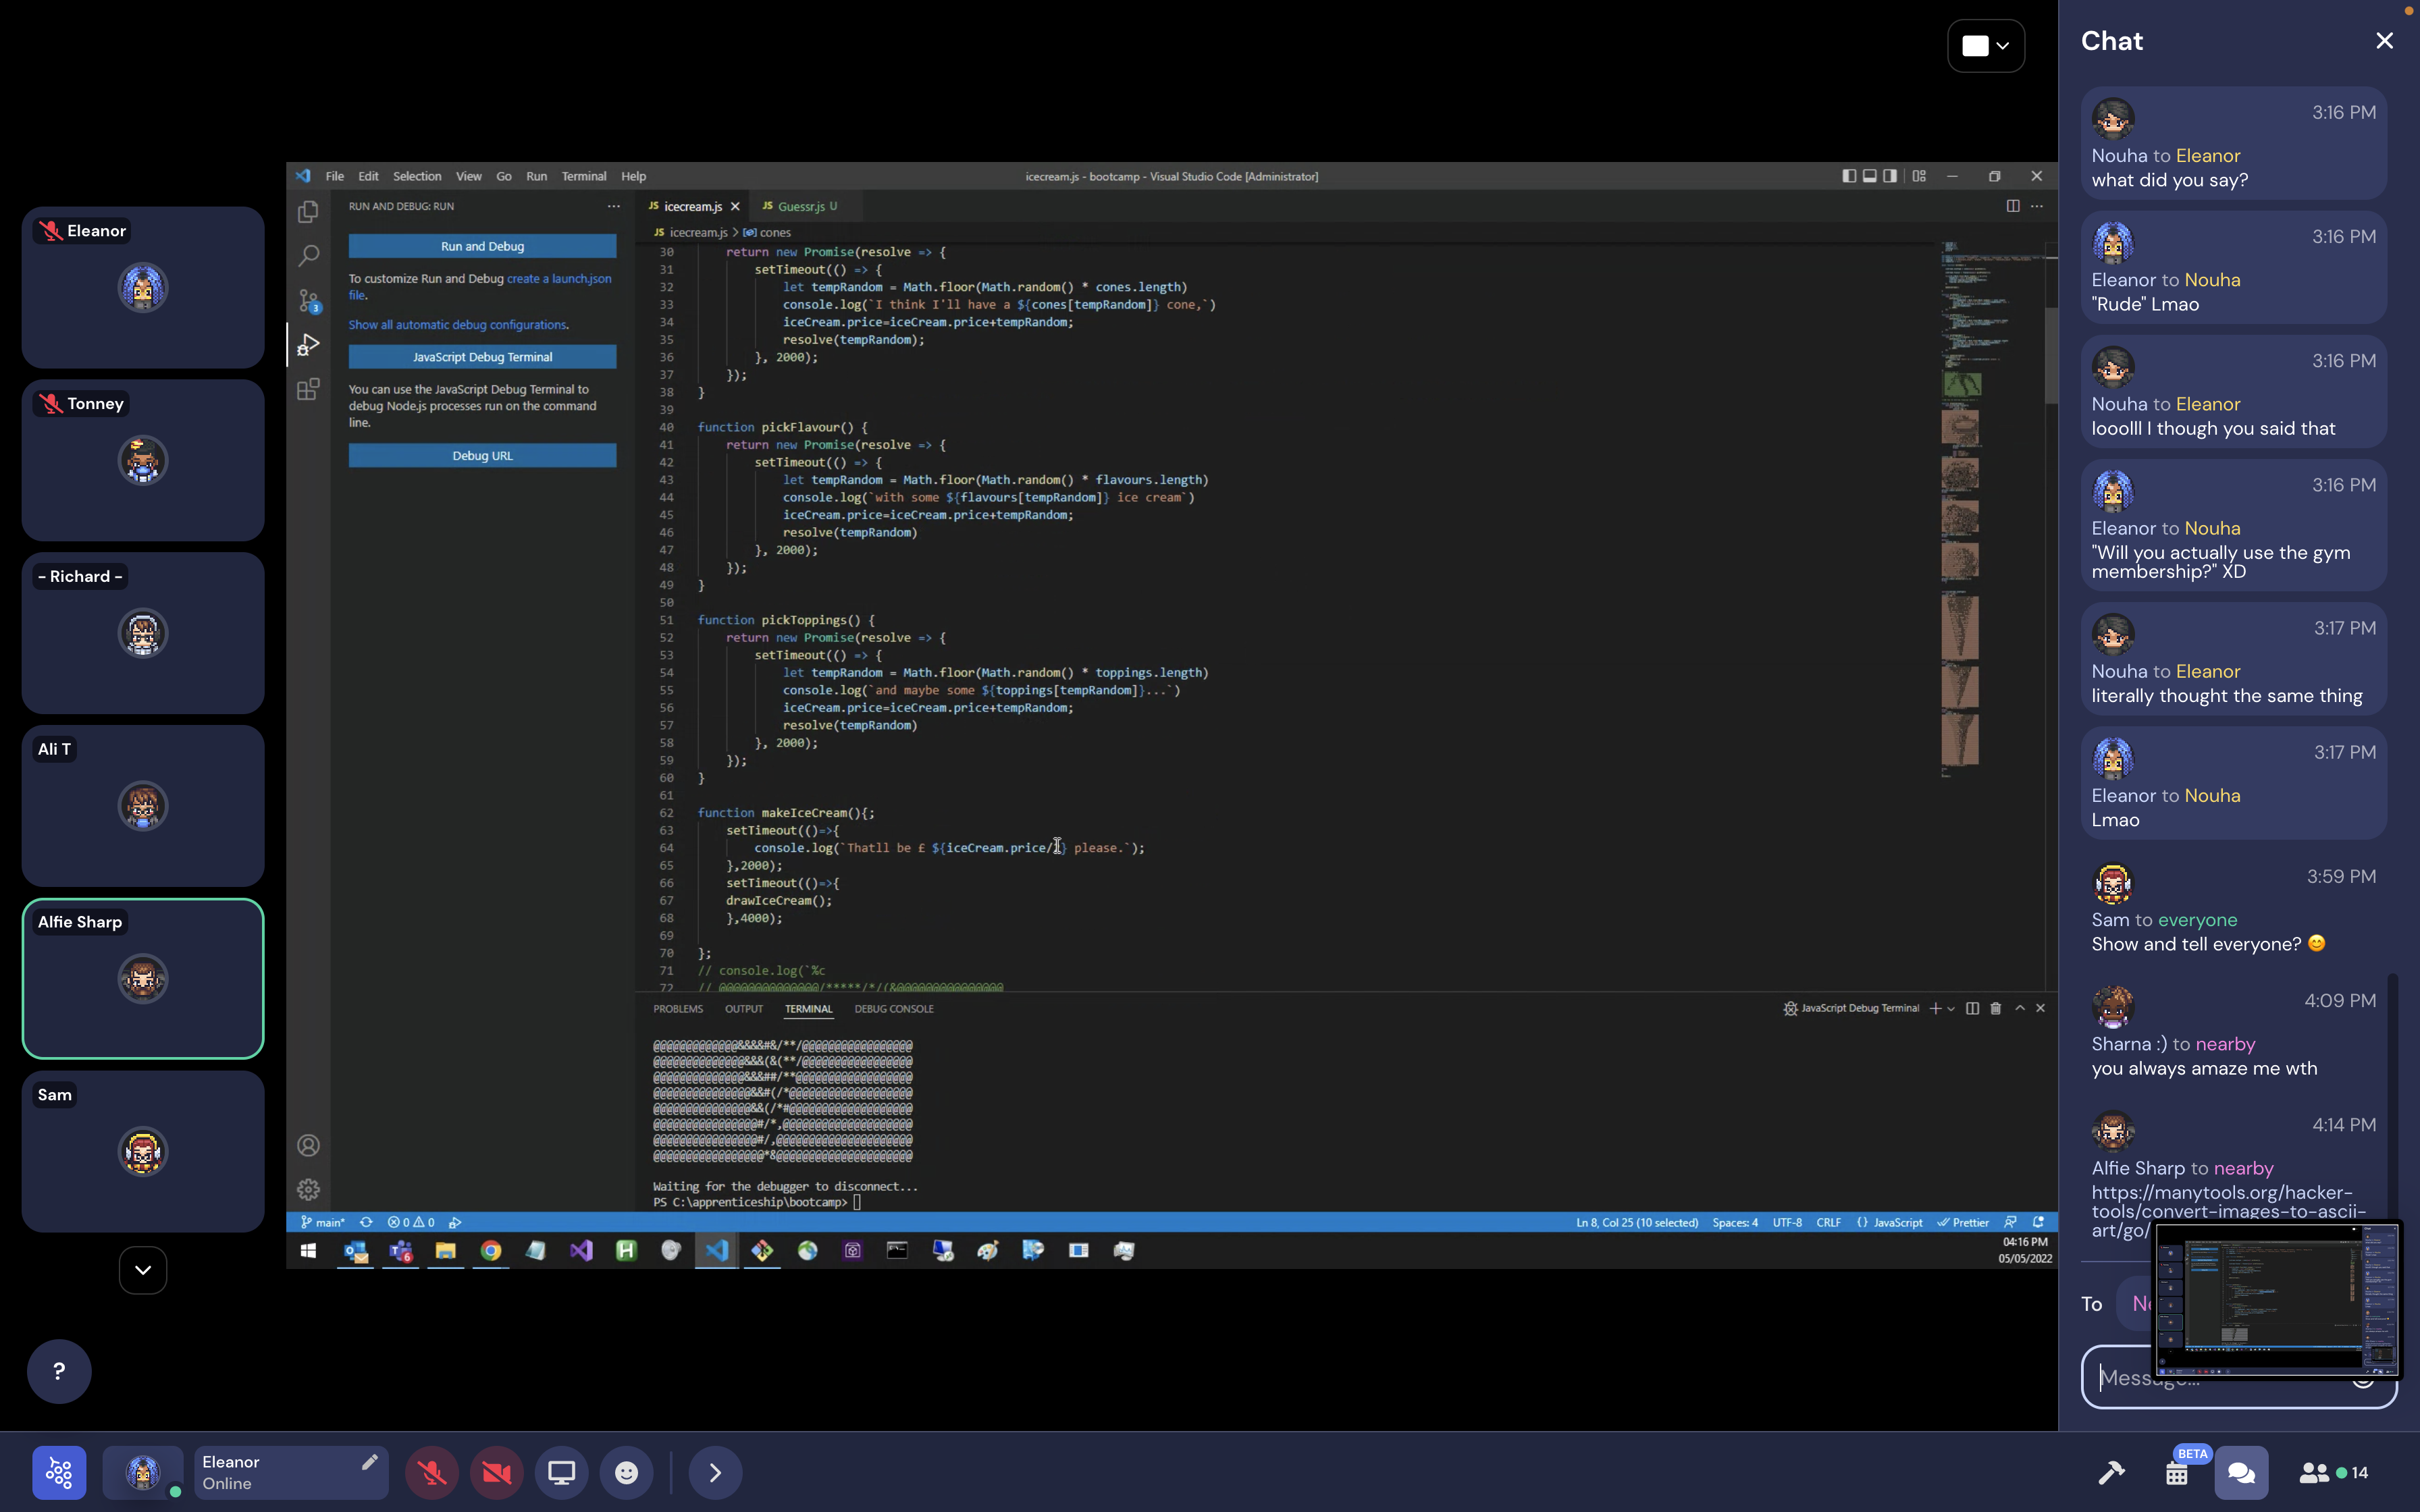 Eleanor
Tonney
- Richard -
Ali T
Alfie Sharp
Sam
?
File Edit Selection View Go Run Terminal Help
icecream.js - bootcamp - Visual Studio Code [Administrator]
RUN AND DEBUG: RUN
Run and Debug
To customize Run and Debug create a launch.json
file.
Show all automatic debug configurations.
JavaScript Debug Terminal
You can use the JavaScript Debug Terminal to
debug Node.js processes run on the command
line.
Debug URL
3
JS icecream.js JS Guessr.js U
JS icecream.js > cones
30 return new Promise(resolve => {
31 setTimeout(() => {
32 let tempRandom = Math.floor(Math.random() * cones.length)
33 console.log(`I think I'll have a ${cones[tempRandom]} cone,`)
34 iceCream.price=iceCream.price+tempRandom;
35 resolve(tempRandom);
36 }, 2000);
37 });
38 }
39
40 function pickFlavour() {
41 return new Promise(resolve => {
42 setTimeout(() => {
43 let tempRandom = Math.floor(Math.random() * flavours.length)
44 console.log(`with some ${flavours[tempRandom]} ice cream`)
45 iceCream.price=iceCream.price+tempRandom;
46 resolve(tempRandom)
47 }, 2000);
48 });
49 }
50
51 function pickToppings() {
52 return new Promise(resolve => {
53 setTimeout(() => {
54 let tempRandom = Math.floor(Math.random() * toppings.length)
55 console.log(`and maybe some ${toppings[tempRandom]}...`)
56 iceCream.price=iceCream.price+tempRandom;
57 resolve(tempRandom)
58 }, 2000);
59 });
60 }
61
62 function makeIceCream(){;
63 setTimeout(()=>{
64 console.log(`Thatll be £ ${iceCream.price/ } please.`);
65 },2000);
66 setTimeout(()=>{
67 drawIceCream();
68 },4000);
69
70 };
71 // console.log(`%c
72 // @@@@@@@@@@@@@@/*****/*/(&@@@@@@@@@@@@@@@
PROBLEMS OUTPUT TERMINAL DEBUG CONSOLE
JavaScript Debug Terminal
Waiting for the debugger to disconnect...
PS C:\apprenticeship\bootcamp>
main* 0 0
Ln 8, Col 25 (10 selected) Spaces: 4 UTF-8 CRLF {} JavaScript Prettier
04:16 PM
05/05/2022
Chat
3:16 PM
Nouha to Eleanor
what did you say?
3:16 PM
Eleanor to Nouha
"Rude" Lmao
3:16 PM
Nouha to Eleanor
looolll I though you said that
3:16 PM
Eleanor to Nouha
"Will you actually use the gym
membership?" XD
3:17 PM
Nouha to Eleanor
literally thought the same thing
3:17 PM
Eleanor to Nouha
Lmao
3:59 PM
Sam to everyone
Show and tell everyone? 😊
4:09 PM
Sharna :) to nearby
you always amaze me wth
4:14 PM
Alfie Sharp to nearby
https://manytools.org/hacker-
tools/convert-images-to-ascii-
art/go/
To
Message...
Eleanor
Online
BETA
14